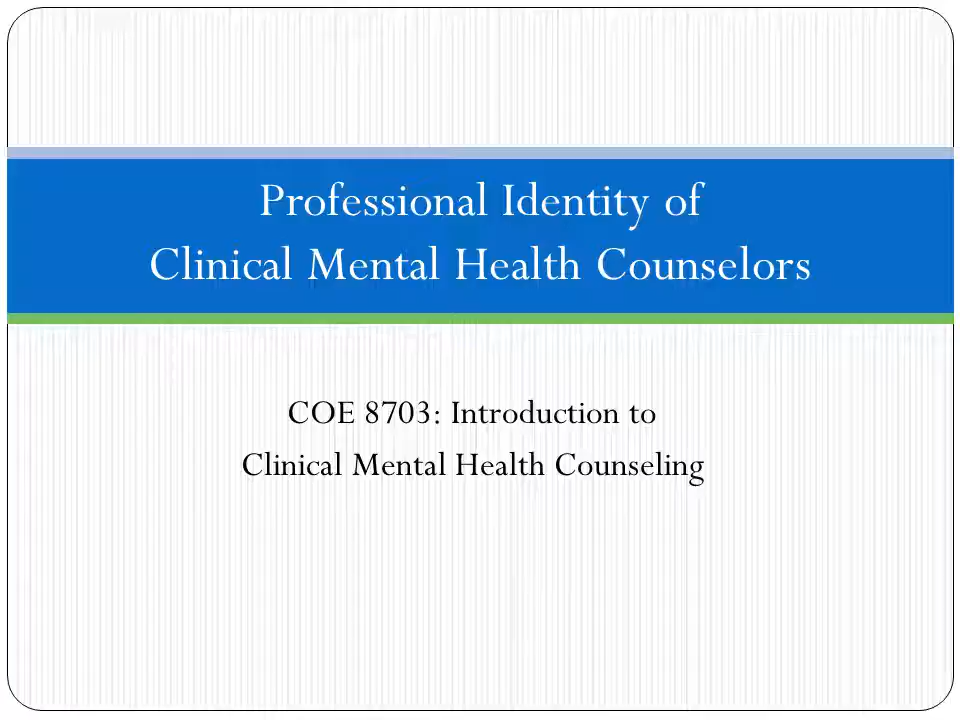 Professional Identity of
Clinical Mental Health Counselors
COE 8703: Introduction to
Clinical Mental Health Counseling